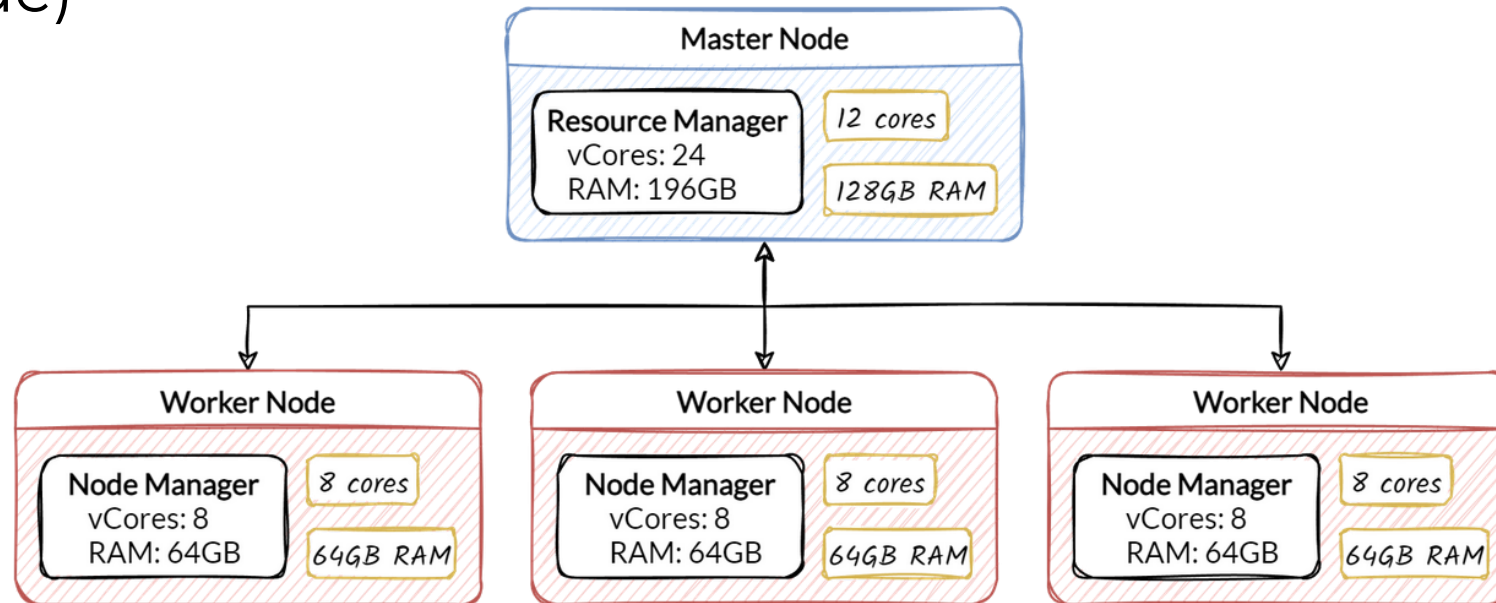 Master Node
Resource Manager
vCores: 24
RAM: 196GB
12 cores
128GB RAM
Worker Node
Node Manager
vCores: 8
RAM: 64GB
8 cores
64GB RAM
Worker Node
Node Manager
vCores: 8
RAM: 64GB
8 cores
64GB RAM
Worker Node
Node Manager
vCores: 8
RAM: 64GB
8 cores
64GB RAM